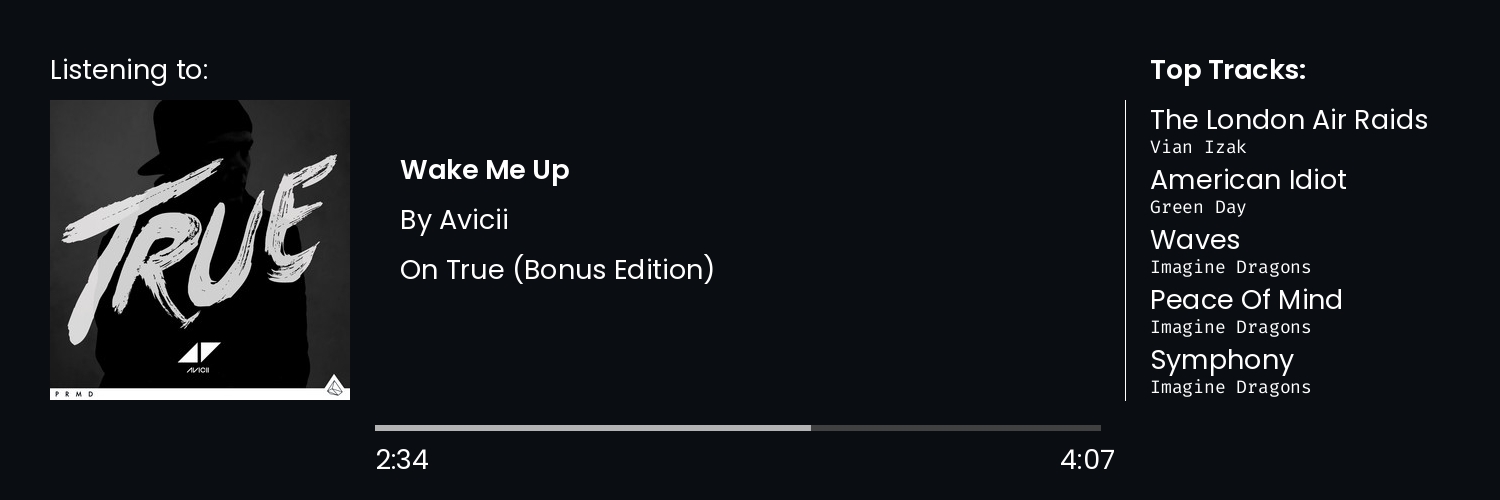 Listening to:
TRUE
AVICII
PRMD
Wake Me Up
By Avicii
On True (Bonus Edition)
2:34
4:07
Top Tracks:
The London Air Raids
Vian Izak
American Idiot
Green Day
Waves
Imagine Dragons
Peace Of Mind
Imagine Dragons
Symphony
Imagine Dragons